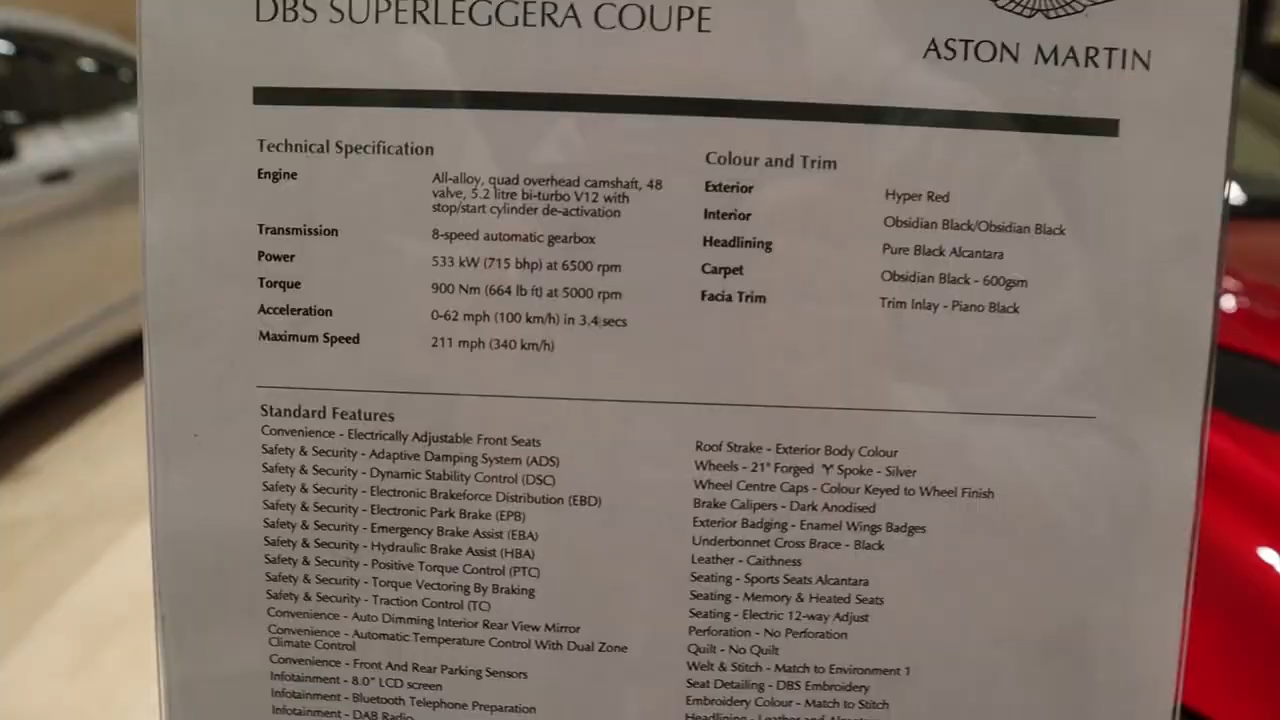 DBS SUPERLEGGERA COUPE
ASTON MARTIN
Technical Specification
Engine
All-alloy, quad overhead camshaft, 48
valve, 5.2 litre bi-turbo V12 with
stop/start cylinder de-activation
Transmission
8-speed automatic gearbox
Power
533 kW (715 bhp) at 6500 rpm
Torque
900 Nm (664 lb ft) at 5000 rpm
Acceleration
0-62 mph (100 km/h) in 3.4 secs
Maximum Speed
211 mph (340 km/h)
Colour and Trim
Exterior
Hyper Red
Interior
Obsidian Black/Obsidian Black
Headlining
Pure Black Alcantara
Carpet
Obsidian Black - 600gsm
Facia Trim
Trim Inlay - Piano Black
Standard Features
Convenience - Electrically Adjustable Front Seats
Safety & Security - Adaptive Damping System (ADS)
Safety & Security - Dynamic Stability Control (DSC)
Safety & Security - Electronic Brakeforce Distribution (EBD)
Safety & Security - Electronic Park Brake (EPB)
Safety & Security - Emergency Brake Assist (EBA)
Safety & Security - Hydraulic Brake Assist (HBA)
Safety & Security - Positive Torque Control (PTC)
Safety & Security - Torque Vectoring By Braking
Safety & Security - Traction Control (TC)
Convenience - Auto Dimming Interior Rear View Mirror
Convenience - Automatic Temperature Control With Dual Zone
Climate Control
Convenience - Front And Rear Parking Sensors
Infotainment - 8.0" LCD screen
Infotainment - Bluetooth Telephone Preparation
Infotainment - DAB Radio
Roof Strake - Exterior Body Colour
Wheels - 21" Forged 'Y' Spoke - Silver
Wheel Centre Caps - Colour Keyed to Wheel Finish
Brake Calipers - Dark Anodised
Exterior Badging - Enamel Wings Badges
Underbonnet Cross Brace - Black
Leather - Caithness
Seating - Sports Seats Alcantara
Seating - Memory & Heated Seats
Seating - Electric 12-way Adjust
Perforation - No Perforation
Quilt - No Quilt
Welt & Stitch - Match to Environment 1
Seat Detailing - DBS Embroidery
Embroidery Colour - Match to Stitch
Headlining - Leather and